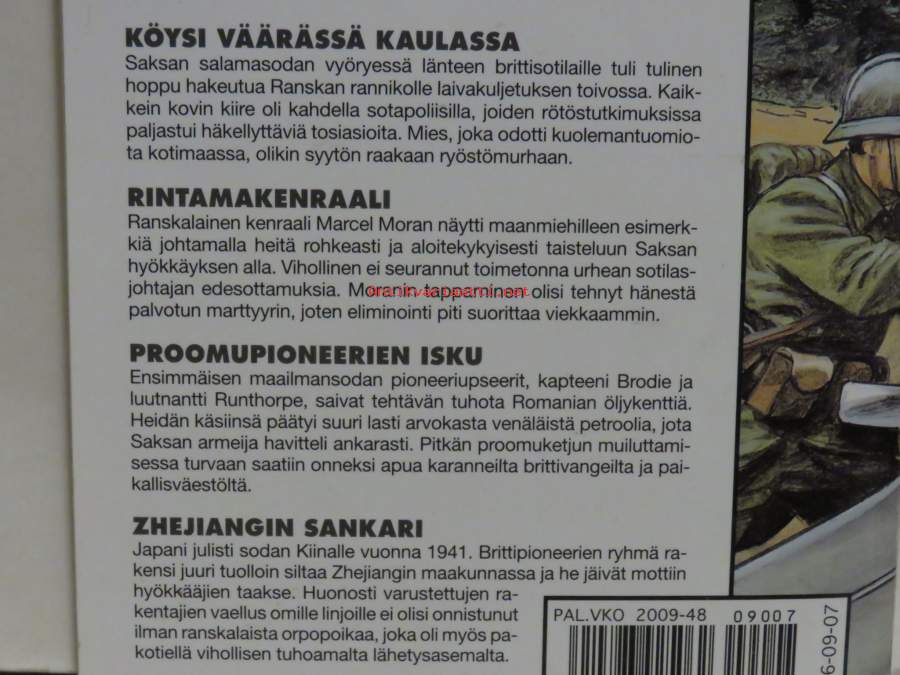 KÖYSI VÄÄRÄSSÄ KAULASSA
Saksan salamasodan vyöryessä länteen brittisotilaille tuli tulinen
hoppu hakeutua Ranskan rannikolle laivakuljetuksen toivossa. Kaik-
kein kovin kiire oli kahdella sotapoliisilla, joiden rötöstutkimuksissa
paljastui häkellyttäviä tosiasioita. Mies, joka odotti kuolemantuomio-
ta kotimaassa, olikin syytön raakaan ryöstömurhaan.
RINTAMAKENRAALI
Ranskalainen kenraali Marcel Moran näytti maanmiehilleen esimerk-
kiä johtamalla heitä rohkeasti ja aloitekykyisesti taisteluun Saksan
hyökkäyksen alla. Vihollinen ei seurannut toimetonna urhean sotilas-
johtajan edesottamuksia. Moranin tappaminen olisi tehnyt hänestä
palvotun marttyyrin, joten eliminointi piti suorittaa viekkaammin.
PROOMUPIONEERIEN ISKU
Ensimmäisen maailmansodan pioneeriupseerit, kapteeni Brodie ja
luutnantti Runthorpe, saivat tehtävän tuhota Romanian öljykenttiä.
Heidän käsiinsä päätyi suuri lasti arvokasta venäläistä petroolia, jota
Saksan armeija havitteli ankarasti. Pitkän proomuketjun muiluttami-
sessa turvaan saatiin onneksi apua karanneilta brittivangeilta ja pai-
kallisväestöltä.
ZHEJIANGIN SANKARI
Japani julisti sodan Kiinalle vuonna 1941. Brittipioneerien ryhmä ra-
kensi juuri tuolloin siltaa Zhejiangin maakunnassa ja he jäivät mottiin
hyökkääjien taakse. Huonosti varustettujen ra-
kentajien vaellus omille linjoille ei olisi onnistunut
ilman ranskalaista orpopoikaa, joka oli myös pa-
kotiellä vihollisen tuhoamalta lähetysasemalta.
PAL.VKO 2009-48
09007
6-09-07